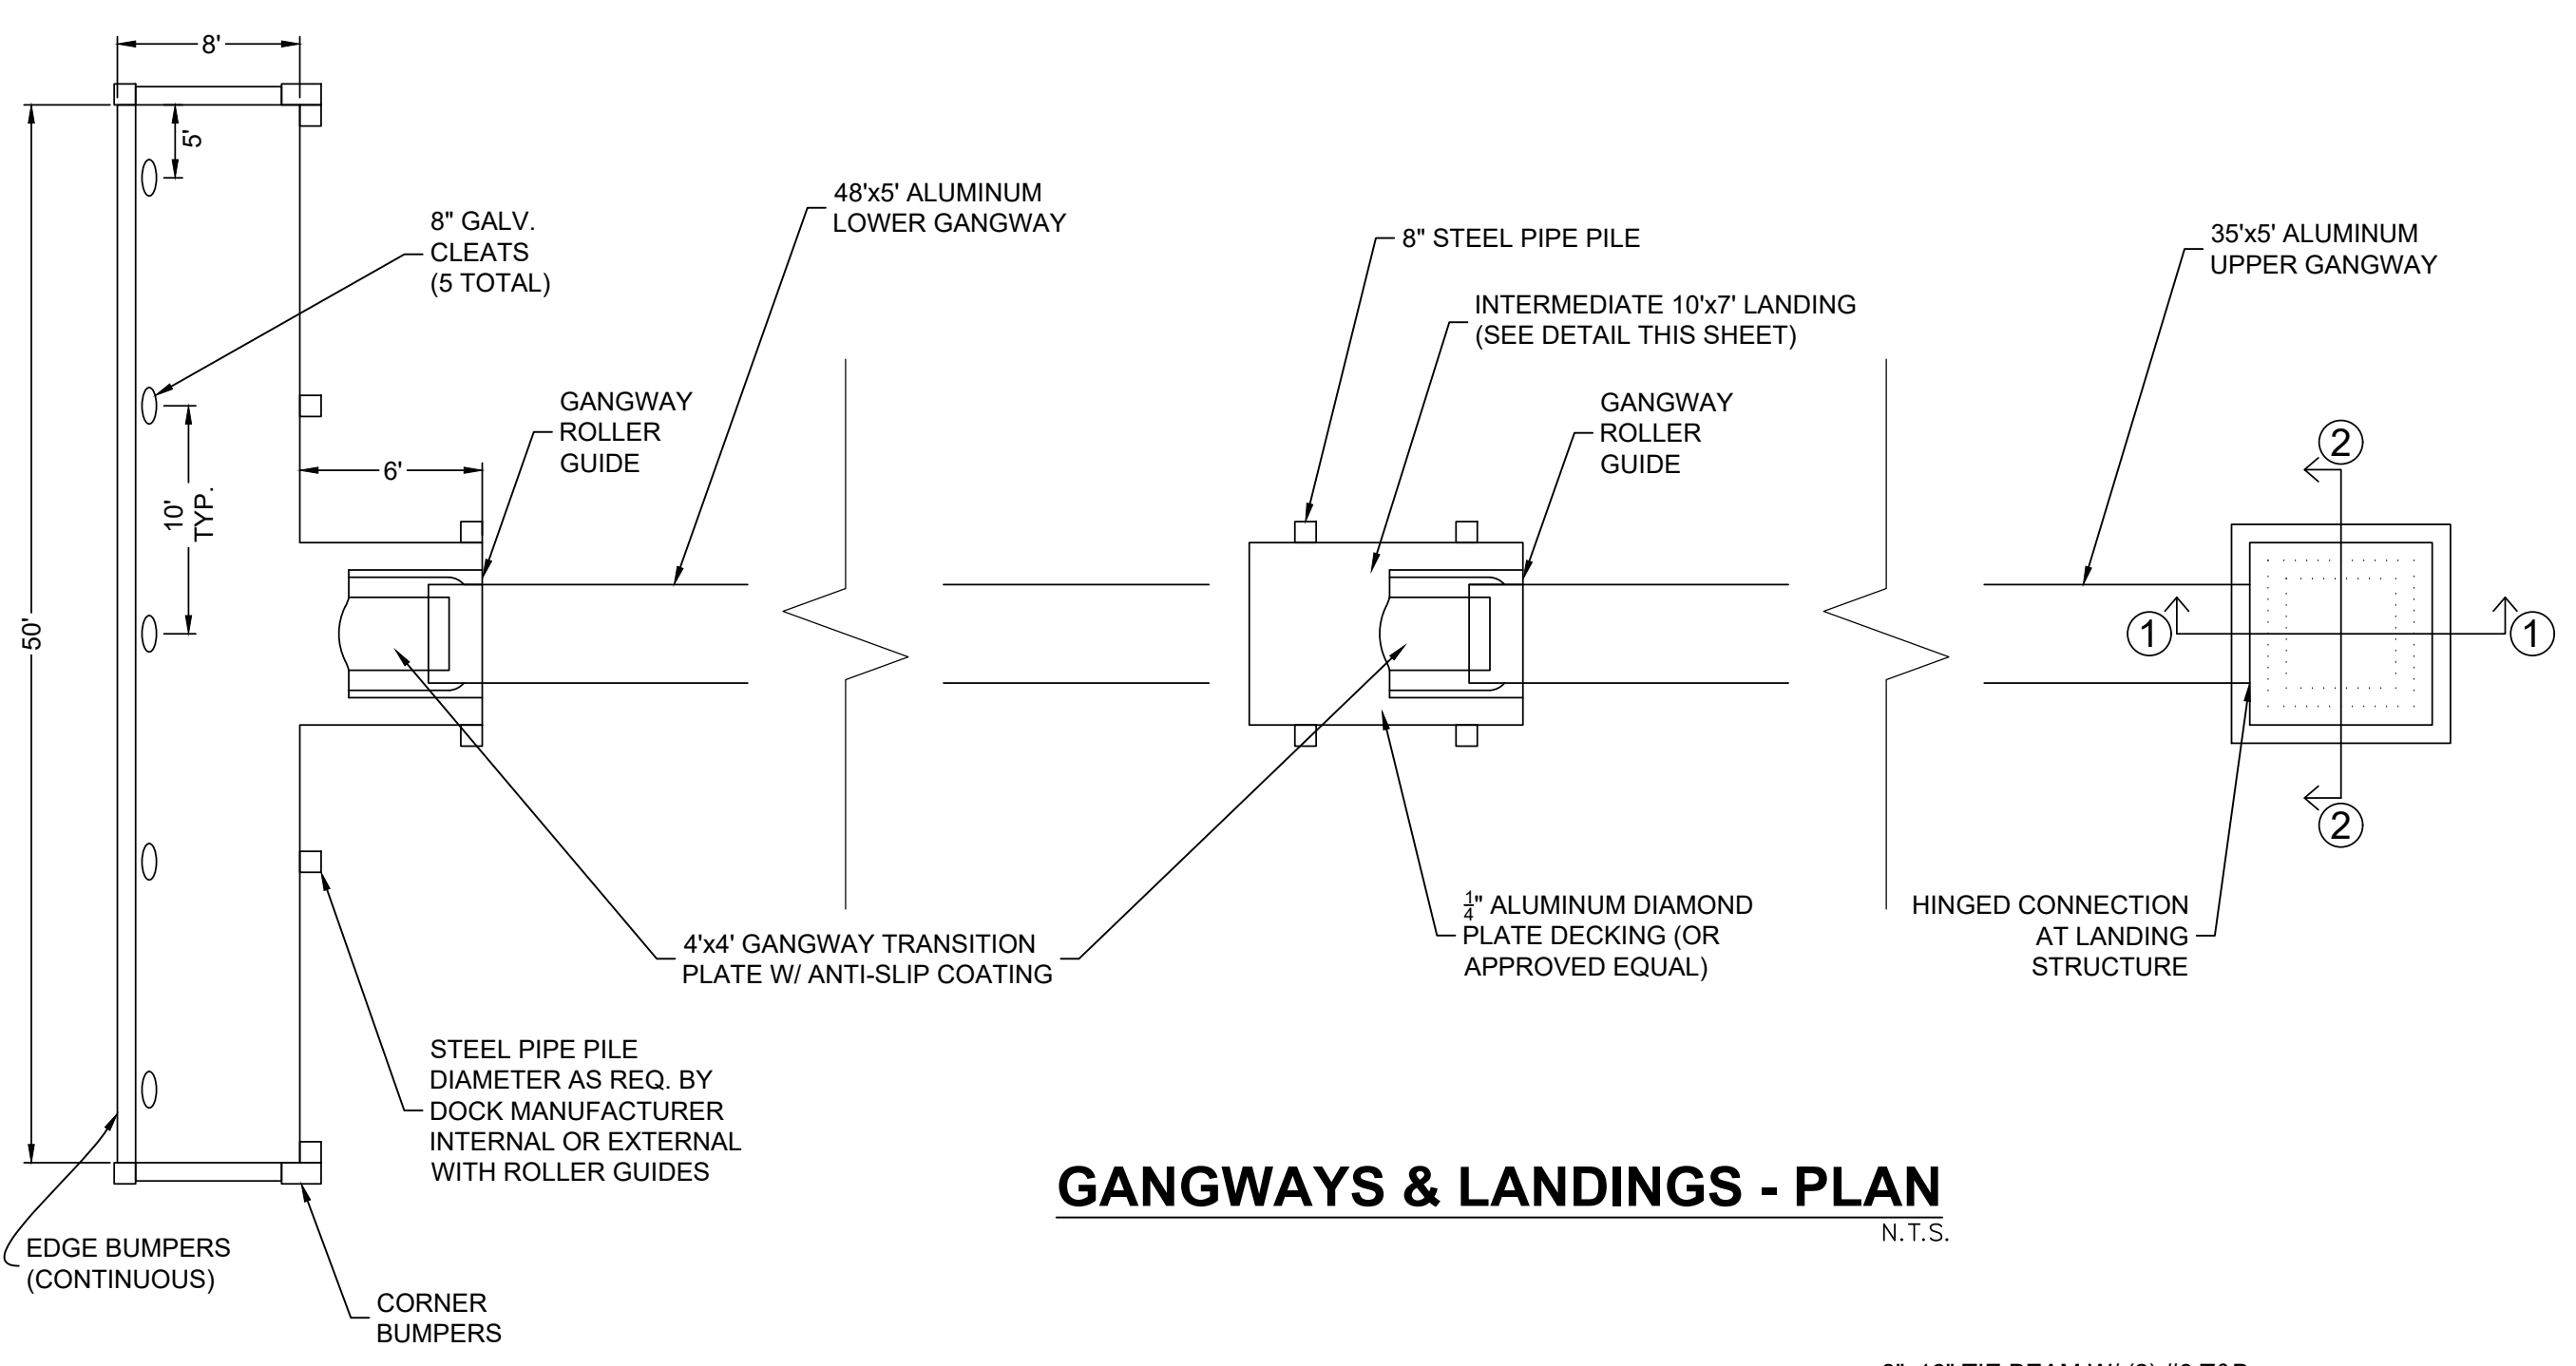 8'
5'
8" GALV.
CLEATS
(5 TOTAL)
48'x5' ALUMINUM
LOWER GANGWAY
8" STEEL PIPE PILE
35'x5' ALUMINUM
UPPER GANGWAY
INTERMEDIATE 10'x7' LANDING
(SEE DETAIL THIS SHEET)
GANGWAY
ROLLER
GUIDE
GANGWAY
ROLLER
GUIDE
6'
10'
TYP.
50'
2
1
1
2
4'x4' GANGWAY TRANSITION
PLATE W/ ANTI-SLIP COATING
1/4" ALUMINUM DIAMOND
PLATE DECKING (OR
APPROVED EQUAL)
HINGED CONNECTION
AT LANDING
STRUCTURE
STEEL PIPE PILE
DIAMETER AS REQ. BY
DOCK MANUFACTURER
INTERNAL OR EXTERNAL
WITH ROLLER GUIDES
EDGE BUMPERS
(CONTINUOUS)
CORNER
BUMPERS
GANGWAYS & LANDINGS - PLAN
N.T.S.
TIE BEAM W/